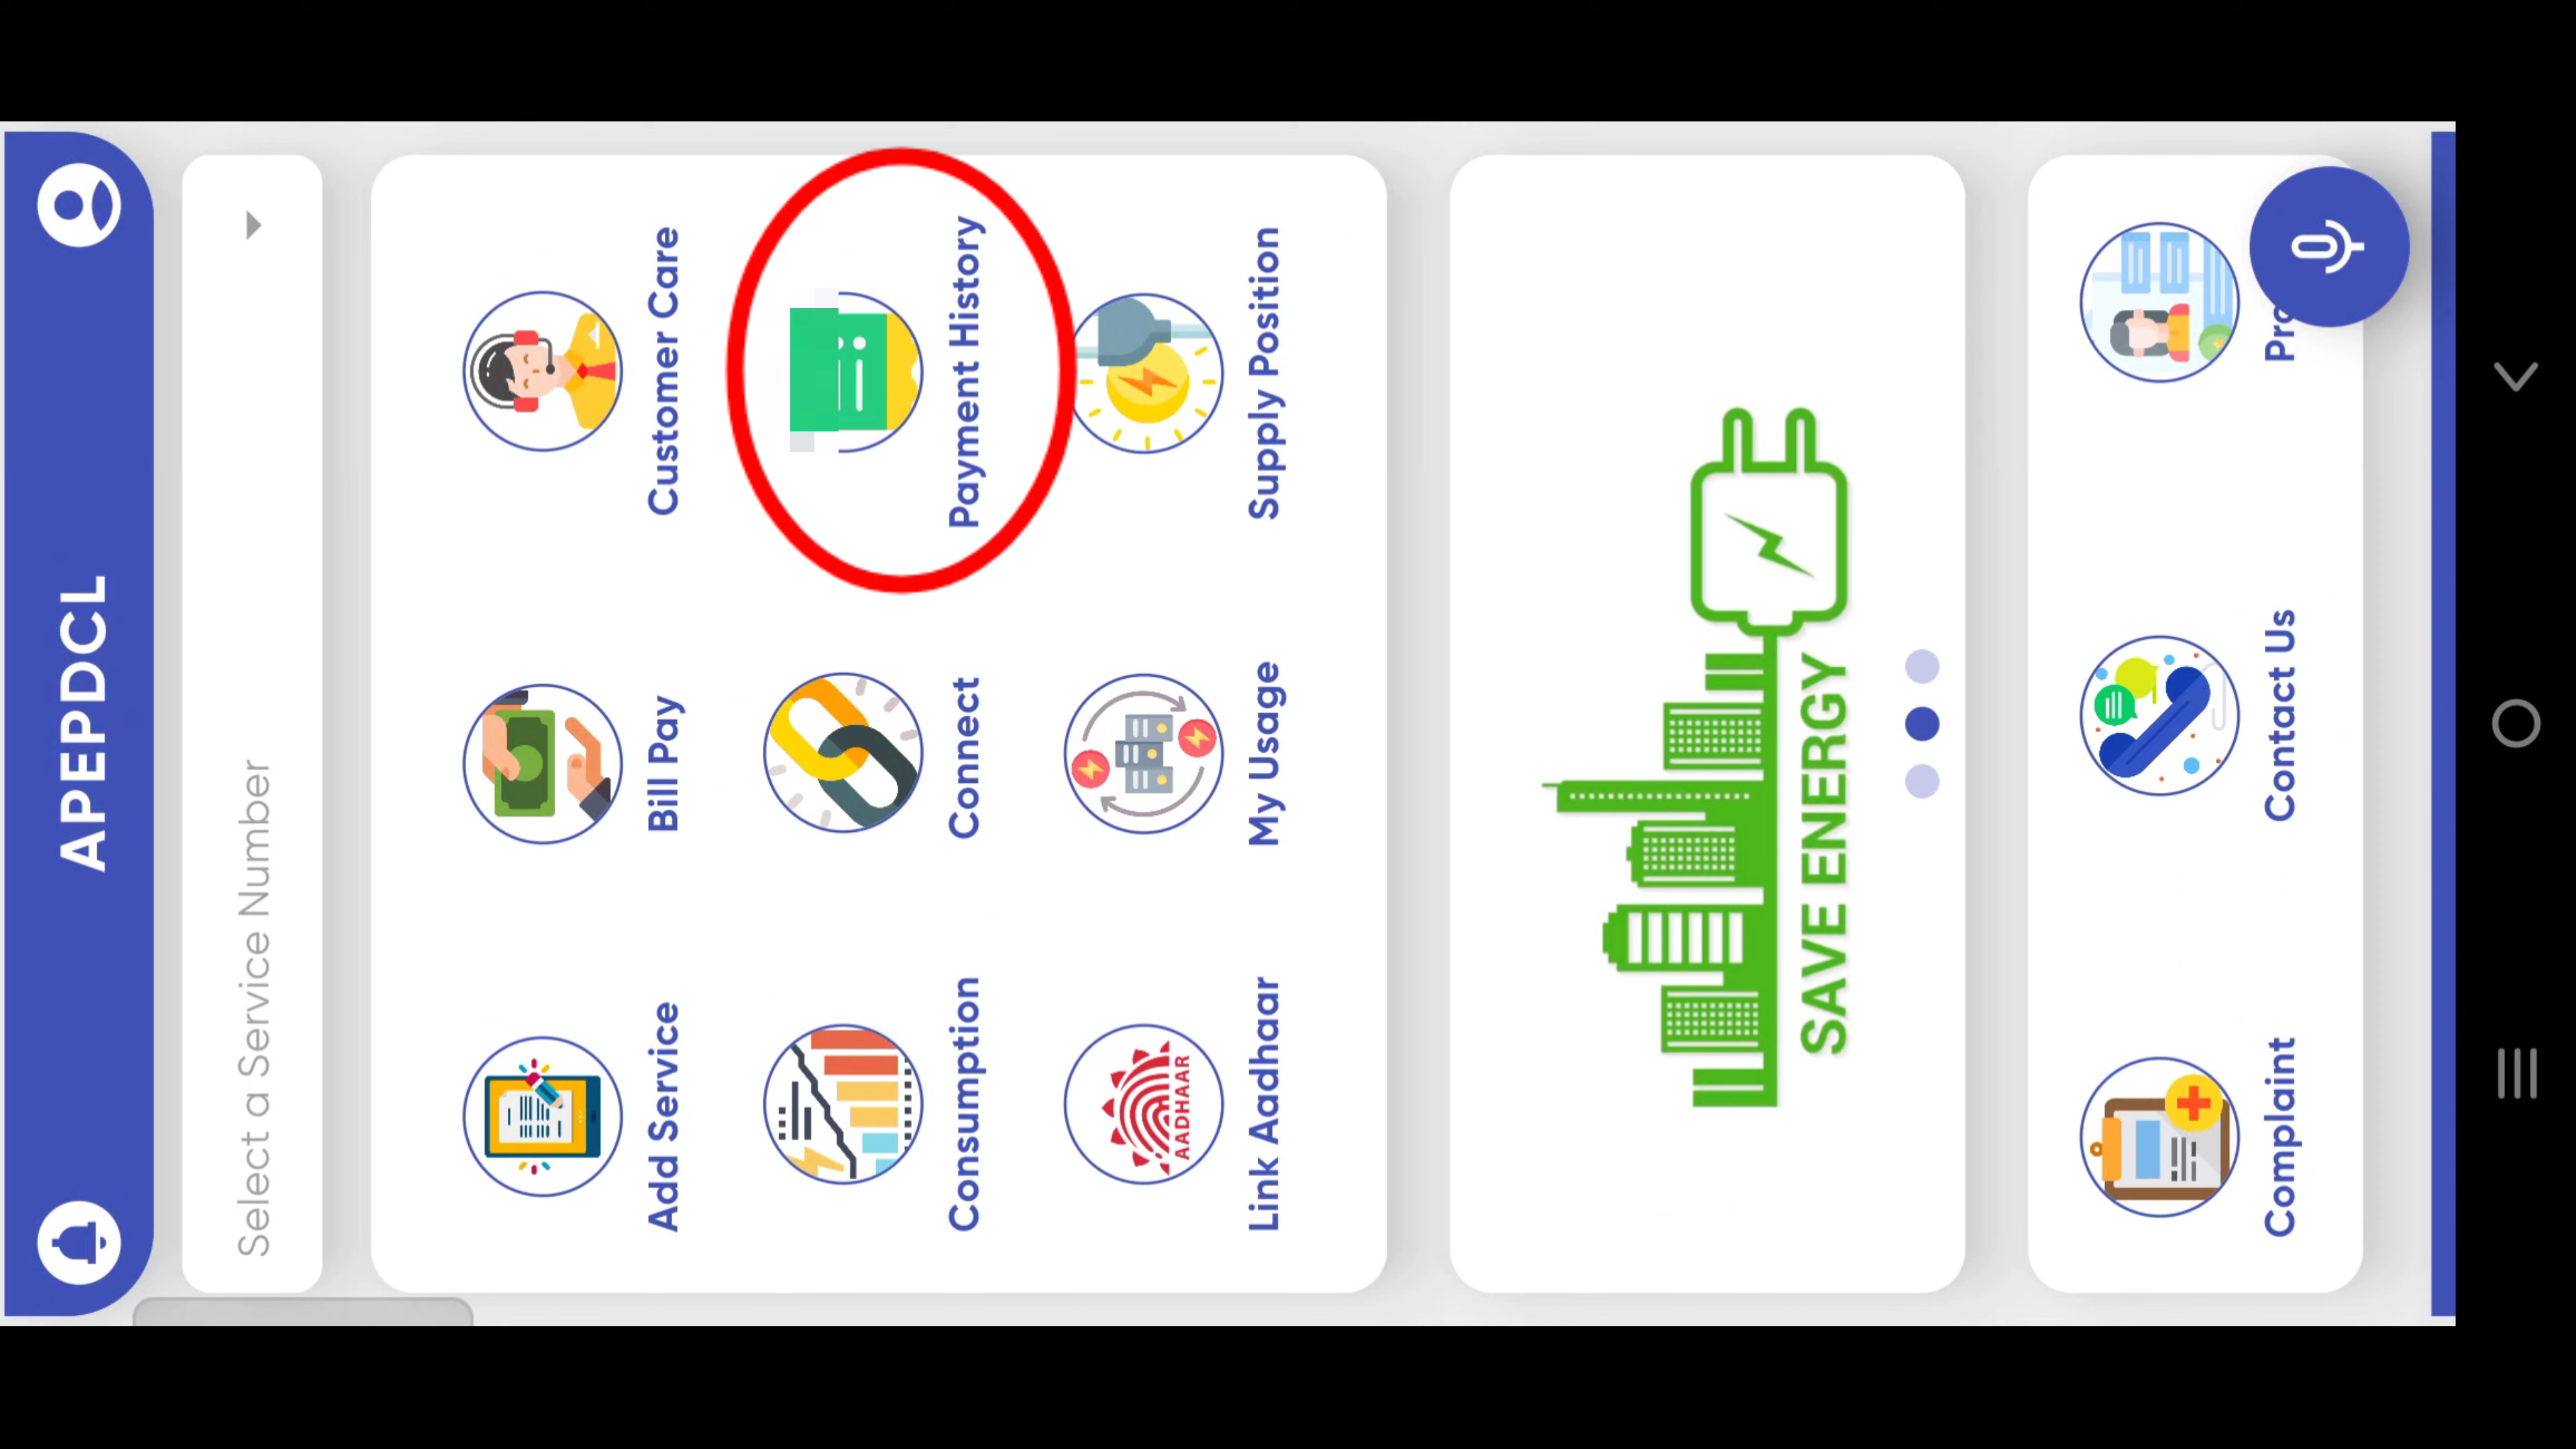 APEPDCL
Select a Service Number
Add Service
Bill Pay
Customer Care
Consumption
Connect
Payment History
AADHAAR
Link Aadhaar
My Usage
Supply Position
SAVE ENERGY
Complaint
Contact Us